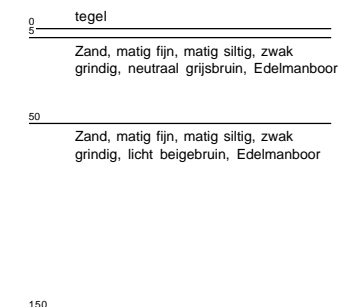 tegel
0
5
Zand, matig fijn, matig siltig, zwak
grindig, neutraal grijsbruin, Edelmanboor
50
Zand, matig fijn, matig siltig, zwak
grindig, licht beigebruin, Edelmanboor
150